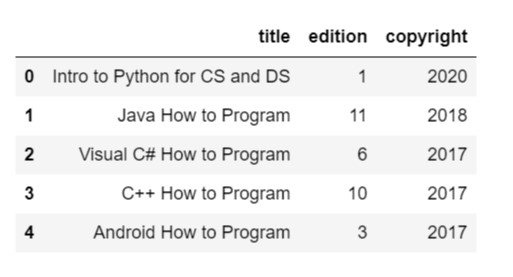 title edition copyright
0 Intro to Python for CS and DS 1 2020
1 Java How to Program 11 2018
2 Visual C# How to Program 6 2017
3 C++ How to Program 10 2017
4 Android How to Program 3 2017